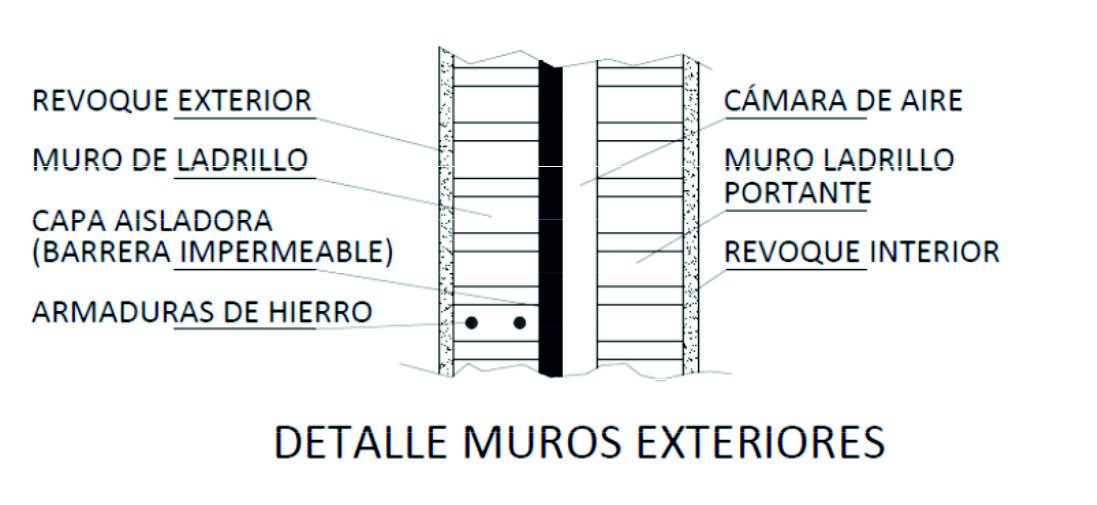 REVOQUE EXTERIOR
MURO DE LADRILLO
CAPA AISLADORA
(BARRERA IMPERMEABLE)
ARMADURAS DE HIERRO
CÁMARA DE AIRE
MURO LADRILLO
PORTANTE
REVOQUE INTERIOR
DETALLE MUROS EXTERIORES